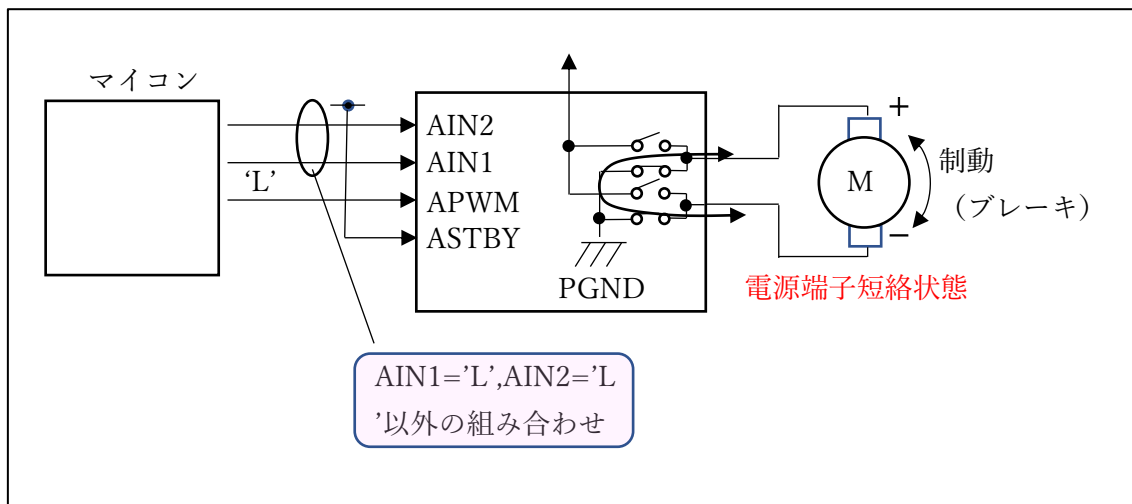 マイコン
AIN2
AIN1
'L'
APWM
ASTBY
PGND
+
M
−
制動
（ブレーキ）
電源端子短絡状態
AIN1='L',AIN2='L
'以外の組み合わせ